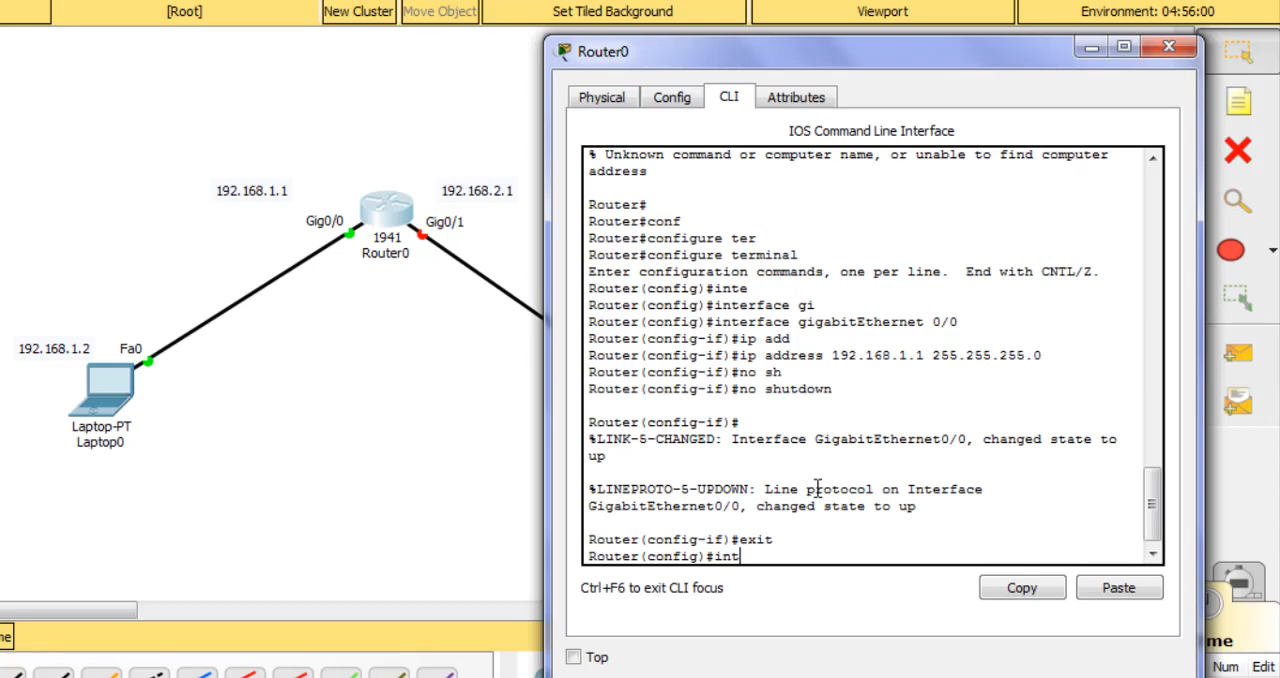 [Root]
New Cluster
Move Object
Set Tiled Background
Viewport
Environment: 04:56:00
192.168.1.1
192.168.2.1
Gig0/0
Gig0/1
1941
Router0
192.168.1.2
Fa0
Laptop-PT
Laptop0
Router0
Physical
Config
CLI
Attributes
IOS Command Line Interface
% Unknown command or computer name, or unable to find computer
address
Router#
Router#conf
Router#configure ter
Router#configure terminal
Enter configuration commands, one per line.  End with CNTL/Z.
Router(config)#inte
Router(config)#interface gi
Router(config)#interface gigabitEthernet 0/0
Router(config-if)#ip add
Router(config-if)#ip address 192.168.1.1 255.255.255.0
Router(config-if)#no sh
Router(config-if)#no shutdown
Router(config-if)#
%LINK-5-CHANGED: Interface GigabitEthernet0/0, changed state to
up
%LINEPROTO-5-UPDOWN: Line protocol on Interface
GigabitEthernet0/0, changed state to up
Router(config-if)#exit
Router(config)#int
Ctrl+F6 to exit CLI focus
Copy
Paste
Top
me
me
Num
Edit